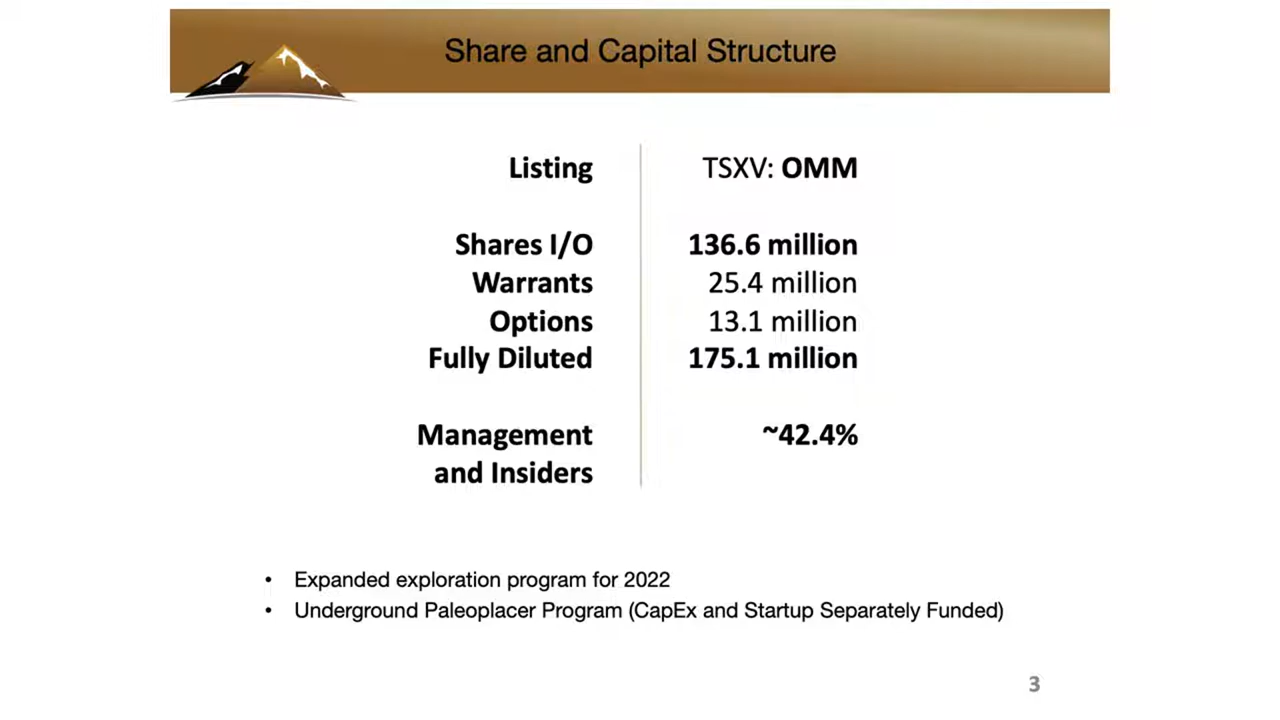 Share and Capital Structure
Listing TSXV: OMM
Shares I/O 136.6 million
Warrants 25.4 million
Options 13.1 million
Fully Diluted 175.1 million
Management ~42.4%
and Insiders
• Expanded exploration program for 2022
• Underground Paleoplacer Program (CapEx and Startup Separately Funded)
3